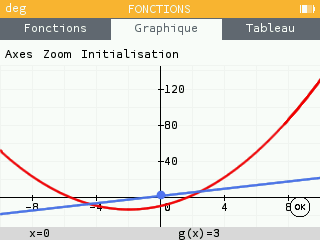 deg FONCTIONS
Fonctions Graphique Tableau
Axes Zoom Initialisation
120
80
40
-8 -4 0 4 8
OK
x=0 g(x)=3